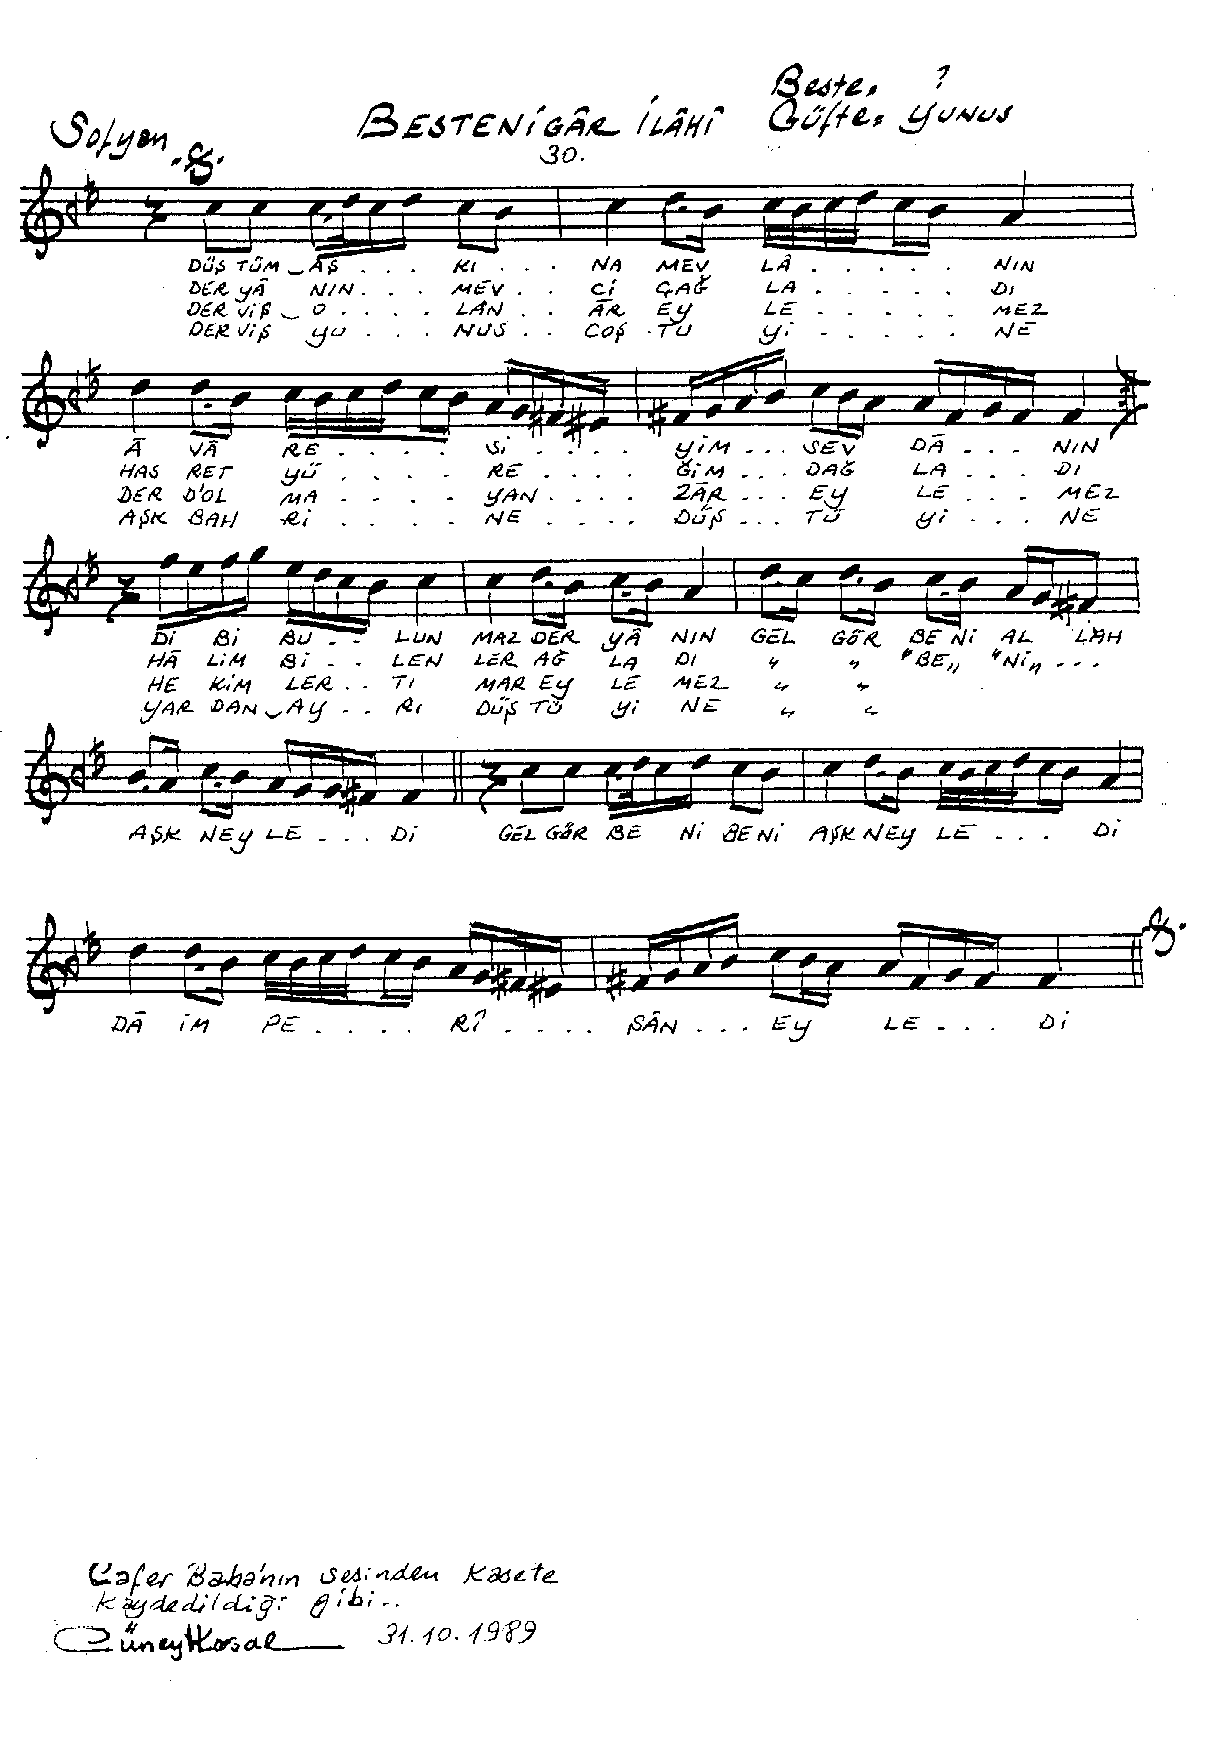 Beste. ?
Sofyan BESTENİGÂR İLÂHİ Güfte. YUNUS
30.
DÜŞ TÜM AŞ . . . KI . . . NA MEV LÂ . . . . . NIN
DER YÂ NIN . . . MEV . . Cİ ÇAĞ LA . . . . . DI
DER VİŞ O . . . . LAN . . ÂR EY LE . . . . . MEZ
DER VİŞ YU . . . NUS . . COŞ . TU Yİ . . . . . NE
Â VÂ RE . . . . Sİ . . . . YİM . . . SEV DÂ . . . NIN
HAS RET YÜ . . . . RE . . . . ĞİM . . . DAĞ LA . . . DI
DER D'OL MA . . . . YAN . . . . ZÂR . . . EY LE . . . MEZ
AŞK BAH Rİ . . . . NE . . . . DÜŞ . . . TÜ Yİ . . . NE
Dİ Bİ BU . . . LUN MAZ DER YÂ NIN GEL GÖR BE NI AL LAH
HÂ LİM Bİ . . LEN LER AĞ LA DI " " "BE" "Nİ" . . .
HE KİM LER . . TI MAR EY LE MEZ " "
YAR DAN AY . . RI DÜŞ TÜ Yİ NE " "
AŞK NEY LE . . . Dİ GEL GÖR BE Nİ BE Nİ AŞK NEY LE . . . Dİ
DÂ İM PE . . . . RÎ . . . . ŞÂN . . . EY LE . . . Dİ
Cafer Baba'nın sesinden kasete
kaydedildiği gibi..
Cüneyt Kosal 31.10.1989